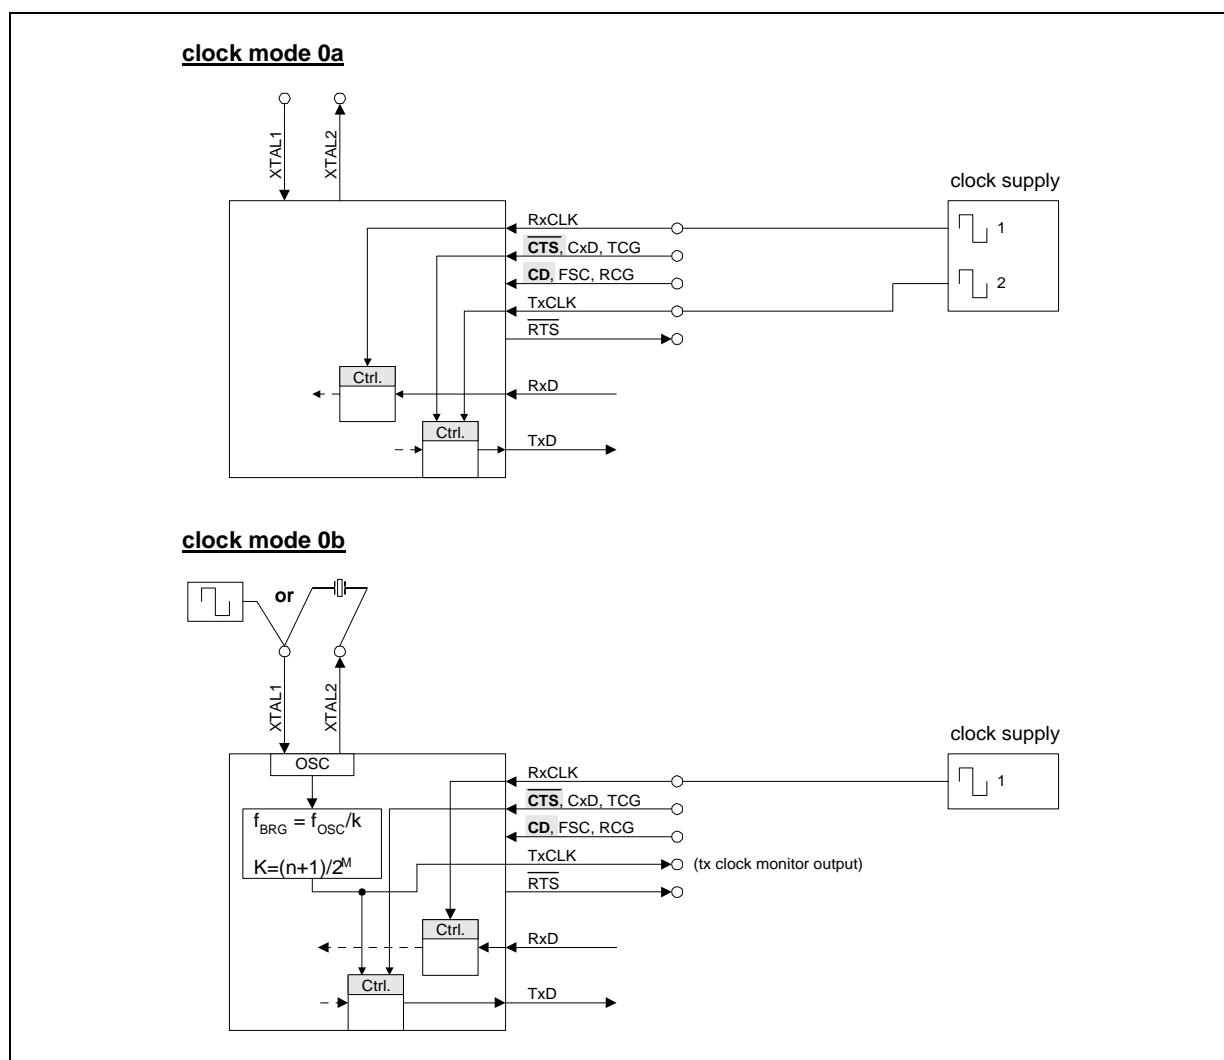 clock mode 0a
XTAL1
XTAL2
clock supply
RxCLK
1
CTS, CxD, TCG
CD, FSC, RCG
2
TxCLK
RTS
Ctrl.
RxD
Ctrl.
TxD
clock mode 0b
or
XTAL1
XTAL2
clock supply
OSC
RxCLK
1
CTS, CxD, TCG
fBRG = fOSC/k
CD, FSC, RCG
K=(n+1)/2^M
TxCLK
(tx clock monitor output)
RTS
Ctrl.
RxD
Ctrl.
TxD